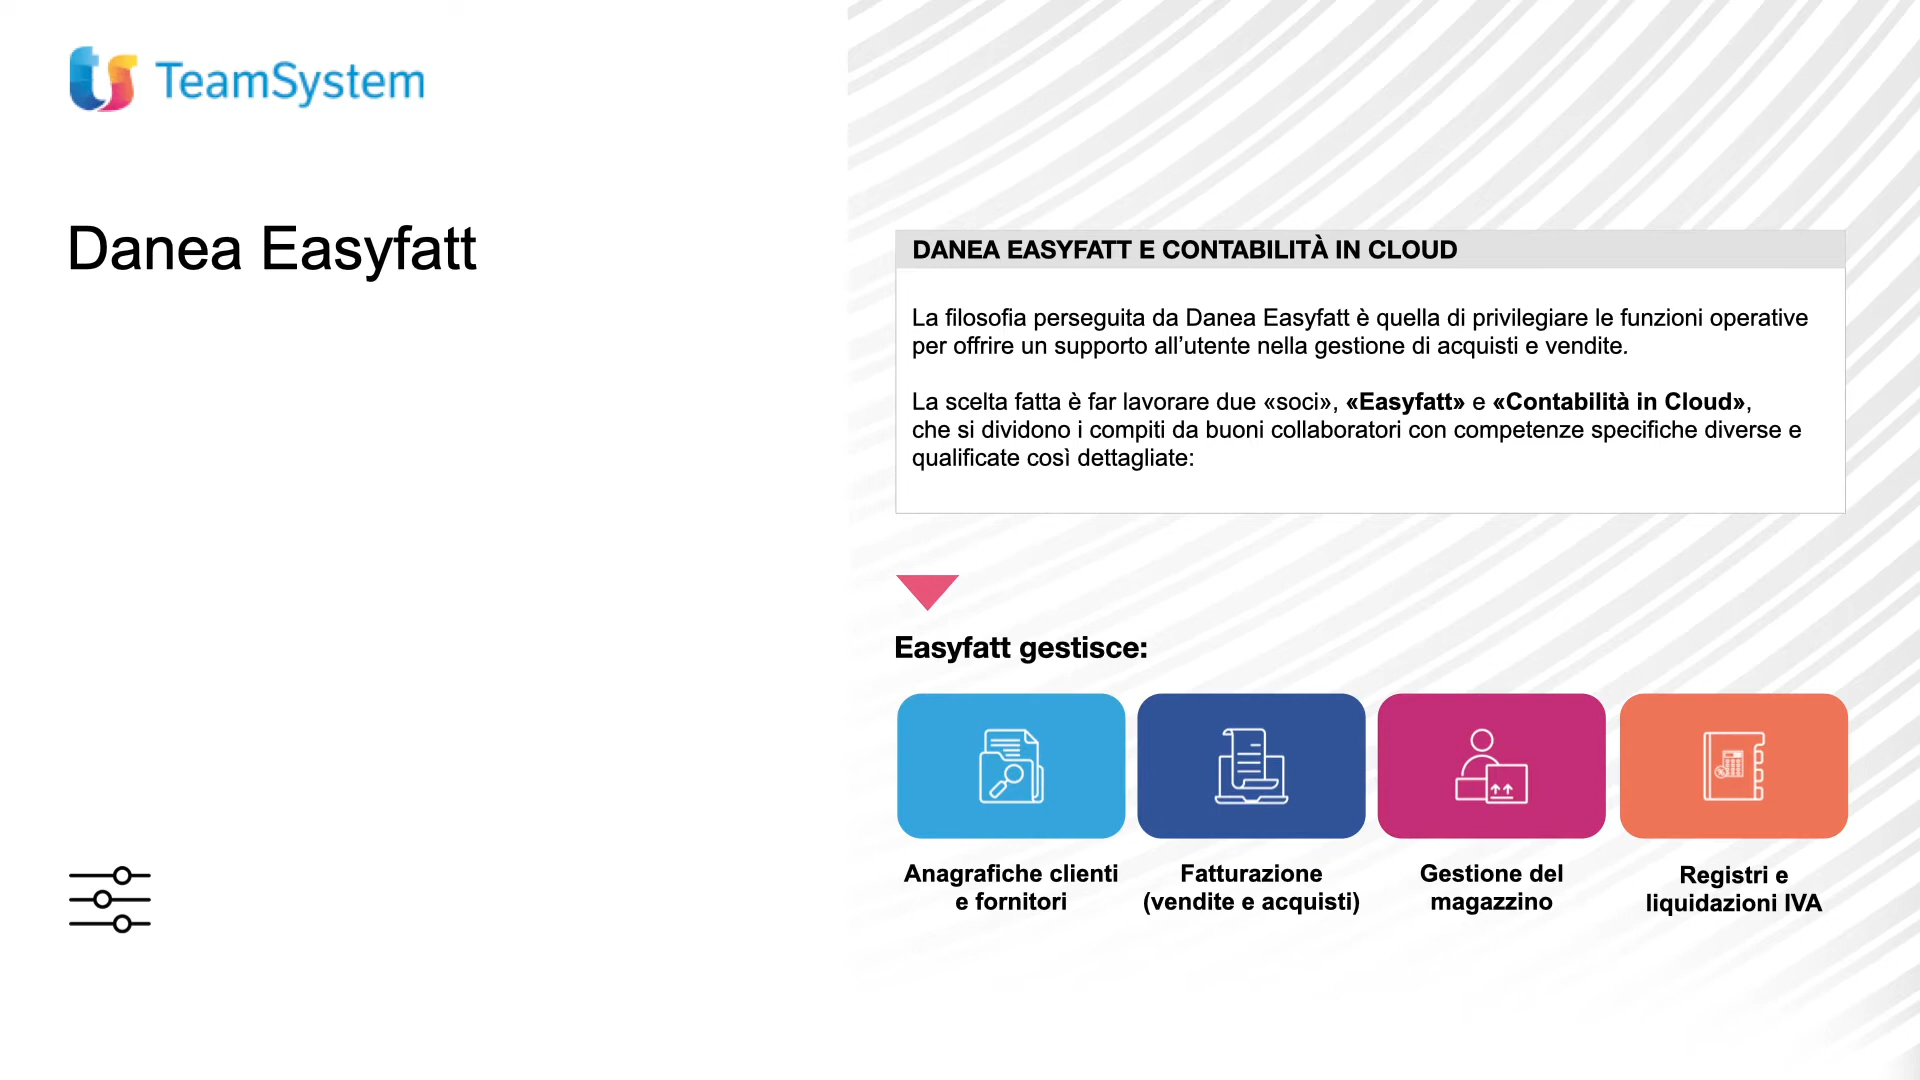 TeamSystem
Danea Easyfatt
DANEA EASYFATT E CONTABILITÀ IN CLOUD
La filosofia perseguita da Danea Easyfatt è quella di privilegiare le funzioni operative
per offrire un supporto all’utente nella gestione di acquisti e vendite.
La scelta fatta è far lavorare due «soci», «Easyfatt» e «Contabilità in Cloud»,
che si dividono i compiti da buoni collaboratori con competenze specifiche diverse e
qualificate così dettagliate:
Easyfatt gestisce:
Anagrafiche clienti
e fornitori
Fatturazione
(vendite e acquisti)
Gestione del
magazzino
Registri e
liquidazioni IVA